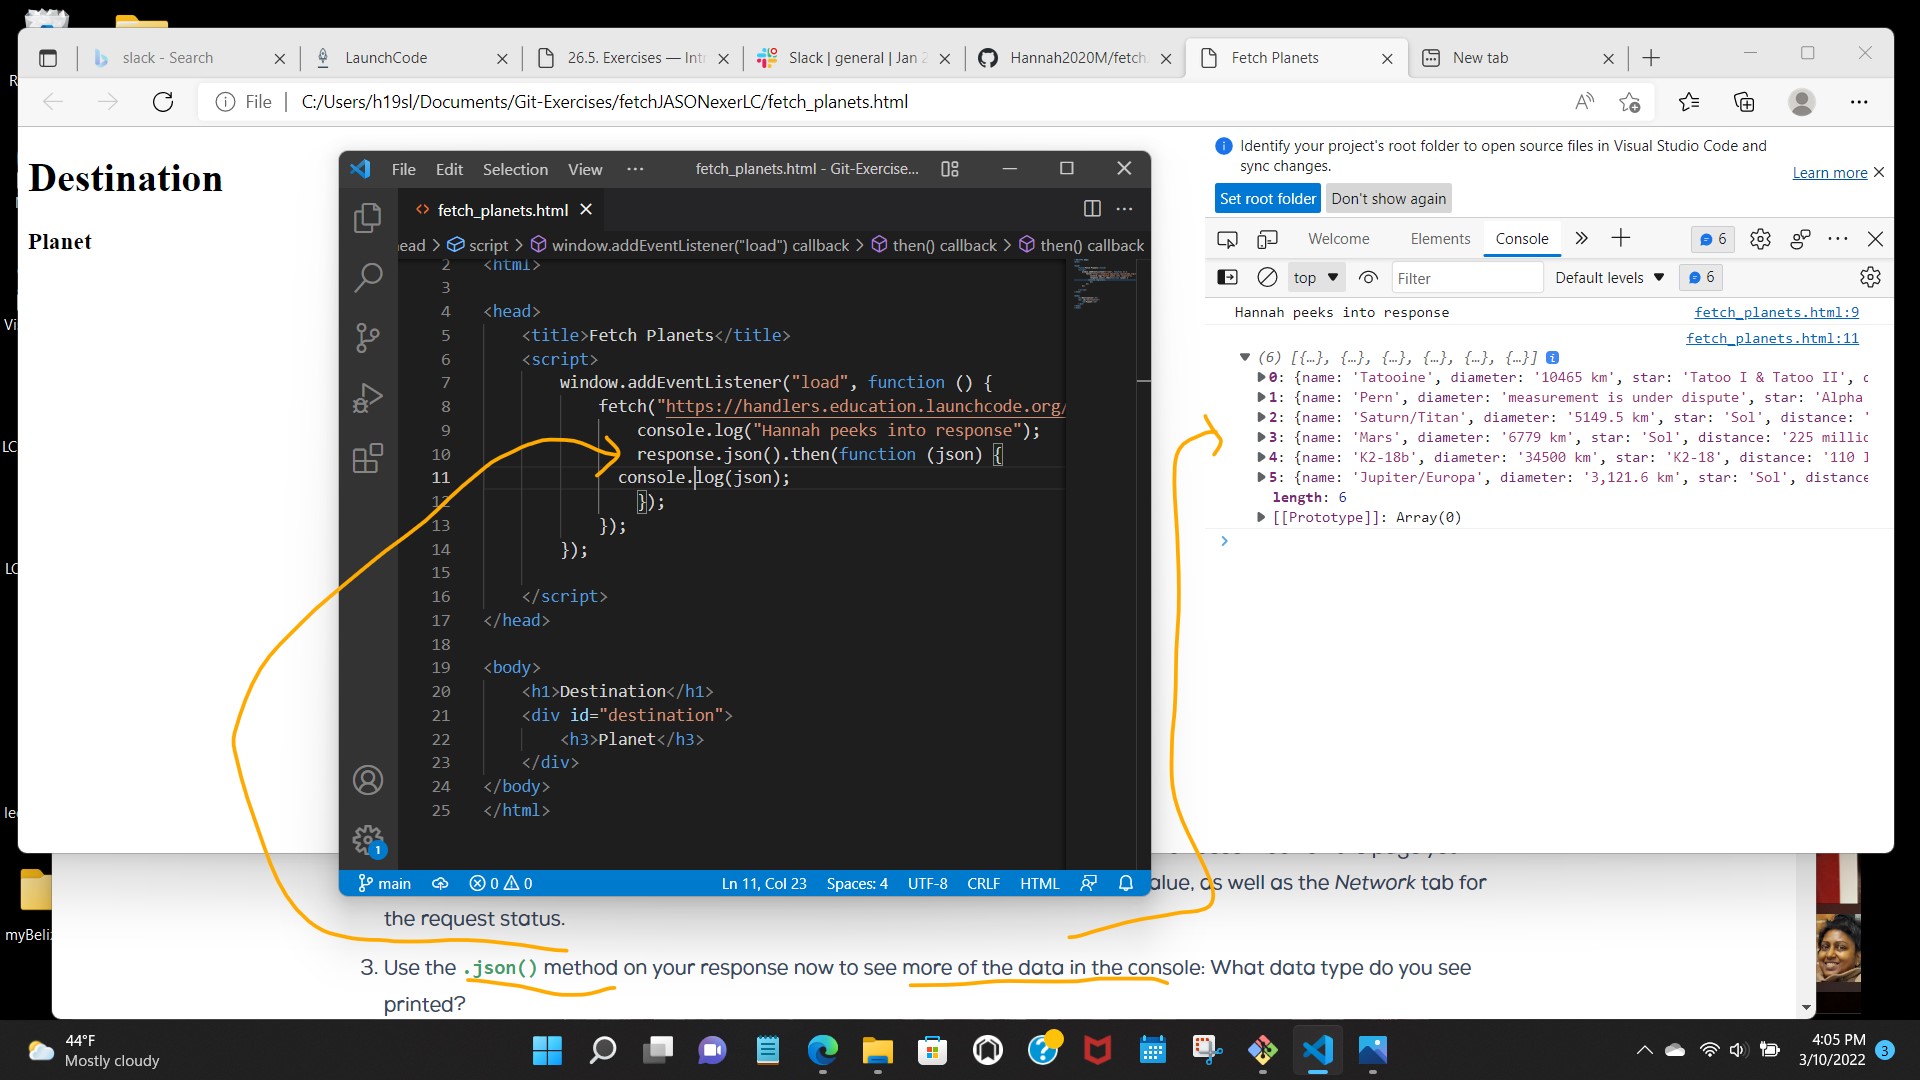 slack - Search
LaunchCode
26.5. Exercises — Intr
Slack | general | Jan 2
Hannah2020M/fetch
Fetch Planets
New tab
File
C:/Users/h19sl/Documents/Git-Exercises/fetchJASONexerLC/fetch_planets.html
Destination
Planet
File Edit Selection View ··· fetch_planets.html - Git-Exercise...
fetch_planets.html
ead > script > window.addEventListener("load") callback > then() callback > then() callback
2 <html>
3
4 <head>
5 <title>Fetch Planets</title>
6 <script>
7 window.addEventListener("load", function () {
8 fetch("https://handlers.education.launchcode.org/
9 console.log("Hannah peeks into response");
10 response.json().then(function (json) {
11 console.log(json);
12 });
13 });
14 });
15
16 </script>
17 </head>
18
19 <body>
20 <h1>Destination</h1>
21 <div id="destination">
22 <h3>Planet</h3>
23 </div>
24 </body>
25 </html>
1
main 0 0 Ln 11, Col 23 Spaces: 4 UTF-8 CRLF HTML
Identify your project's root folder to open source files in Visual Studio Code and
sync changes.
Learn more
Set root folder Don't show again
Welcome Elements Console 6
top Filter Default levels 6
Hannah peeks into response fetch_planets.html:9
fetch_planets.html:11
(6) [{…}, {…}, {…}, {…}, {…}, {…}]
0: {name: 'Tatooine', diameter: '10465 km', star: 'Tatoo I & Tatoo II', d
1: {name: 'Pern', diameter: 'measurement is under dispute', star: 'Alpha
2: {name: 'Saturn/Titan', diameter: '5149.5 km', star: 'Sol', distance: '
3: {name: 'Mars', diameter: '6779 km', star: 'Sol', distance: '225 millio
4: {name: 'K2-18b', diameter: '34500 km', star: 'K2-18', distance: '110 l
5: {name: 'Jupiter/Europa', diameter: '3,121.6 km', star: 'Sol', distance
length: 6
[[Prototype]]: Array(0)
alue, as well as the Network tab for
the request status.
3. Use the .json() method on your response now to see more of the data in the console: What data type do you see
printed?
R
Vi
LC
LC
le
myBeli
44°F
Mostly cloudy
4:05 PM
3/10/2022
3